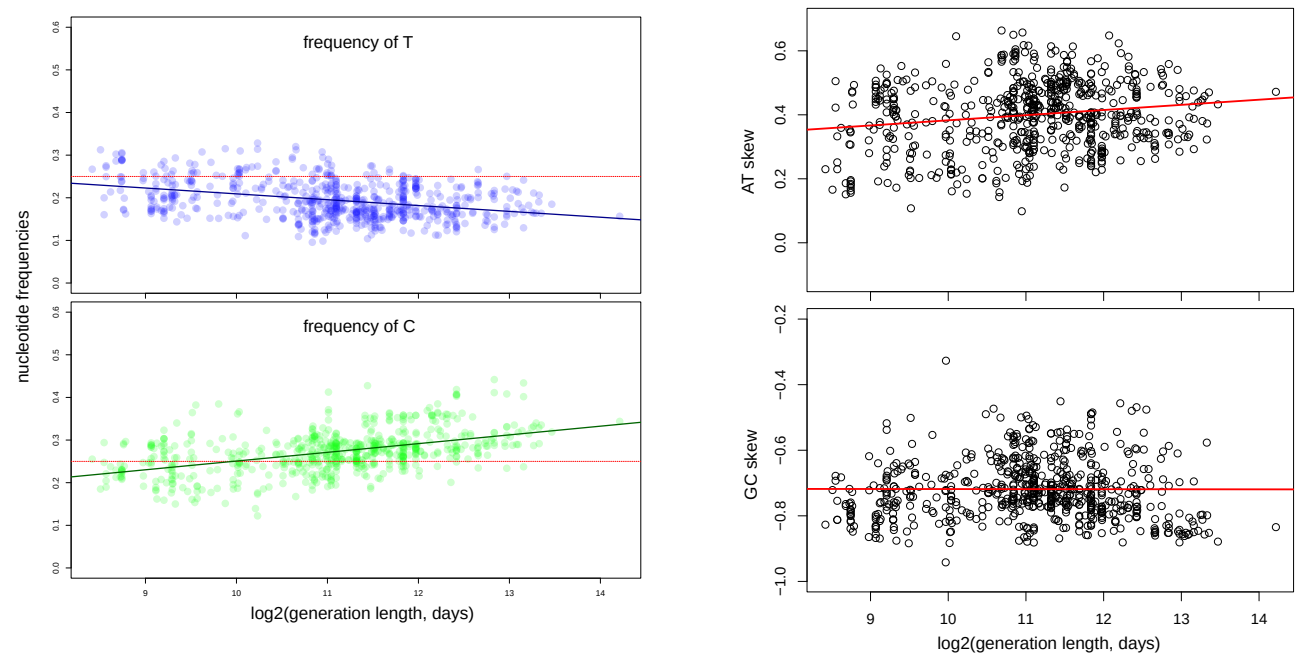 nucleotide frequencies
frequency of T
0.6
0.5
0.4
0.3
0.2
0.1
0.0
frequency of C
0.6
0.5
0.4
0.3
0.2
0.1
0.0
9 10 11 12 13 14
log2(generation length, days)
AT skew
0.6
0.4
0.2
0.0
GC skew
−0.2
−0.4
−0.6
−0.8
−1.0
9 10 11 12 13 14
log2(generation length, days)